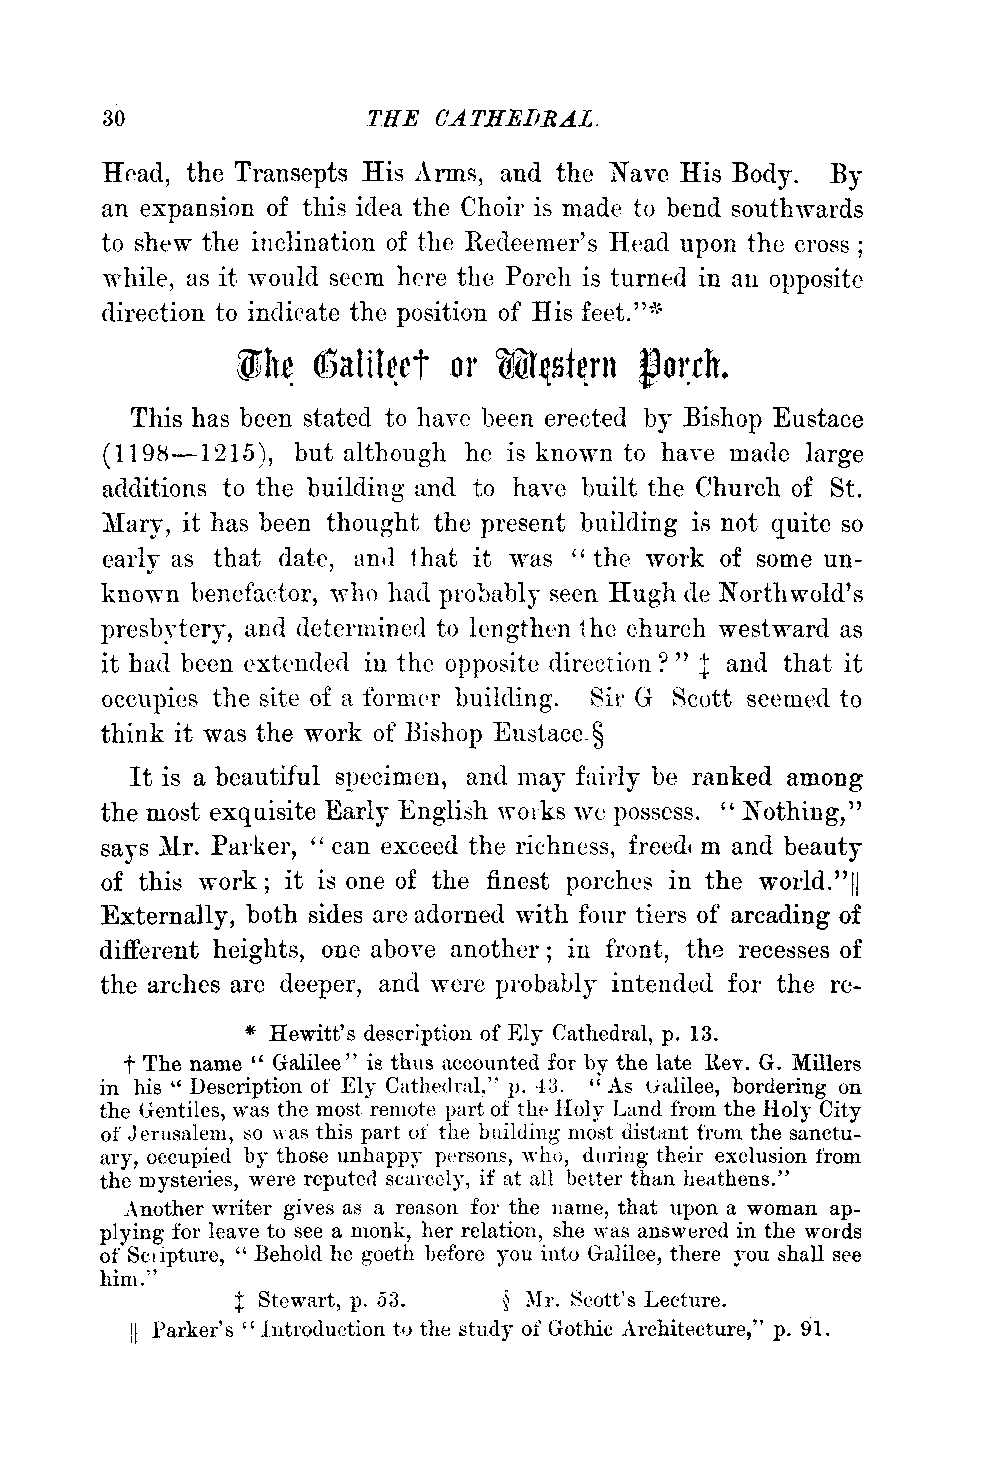 30 THE CATHEDRAL.
Head, the Transepts His Arms, and the Nave His Body. By
an expansion of this idea the Choir is made to bend southwards
to shew the inclination of the Redeemer's Head upon the cross ;
while, as it would seem here the Porch is turned in an opposite
direction to indicate the position of His feet."*
The Galilee† or Western Porch.
This has been stated to have been erected by Bishop Eustace
(1198—1215), but although he is known to have made large
additions to the building and to have built the Church of St.
Mary, it has been thought the present building is not quite so
early as that date, and that it was "the work of some un-
known benefactor, who had probably seen Hugh de Northwold's
presbytery, and determined to lengthen the church westward as
it had been extended in the opposite direction ? " ‡ and that it
occupies the site of a former building. Sir G Scott seemed to
think it was the work of Bishop Eustace.§
It is a beautiful specimen, and may fairly be ranked among
the most exquisite Early English works we possess. "Nothing,"
says Mr. Parker, "can exceed the richness, freedom and beauty
of this work ; it is one of the finest porches in the world."||
Externally, both sides are adorned with four tiers of arcading of
different heights, one above another ; in front, the recesses of
the arches are deeper, and were probably intended for the re-
* Hewitt's description of Ely Cathedral, p. 13.
† The name "Galilee" is thus accounted for by the late Rev. G. Millers
in his "Description of Ely Cathedral," p. 43. "As Galilee, bordering on
the Gentiles, was the most remote part of the Holy Land from the Holy City
of Jerusalem, so was this part of the building most distant from the sanctu-
ary, occupied by those unhappy persons, who, during their exclusion from
the mysteries, were reputed scarcely, if at all better than heathens."
Another writer gives as a reason for the name, that upon a woman ap-
plying for leave to see a monk, her relation, she was answered in the words
of Scripture, "Behold he goeth before you into Galilee, there you shall see
him."
‡ Stewart, p. 53. § Mr. Scott's Lecture.
|| Parker's "Introduction to the study of Gothic Architecture," p. 91.